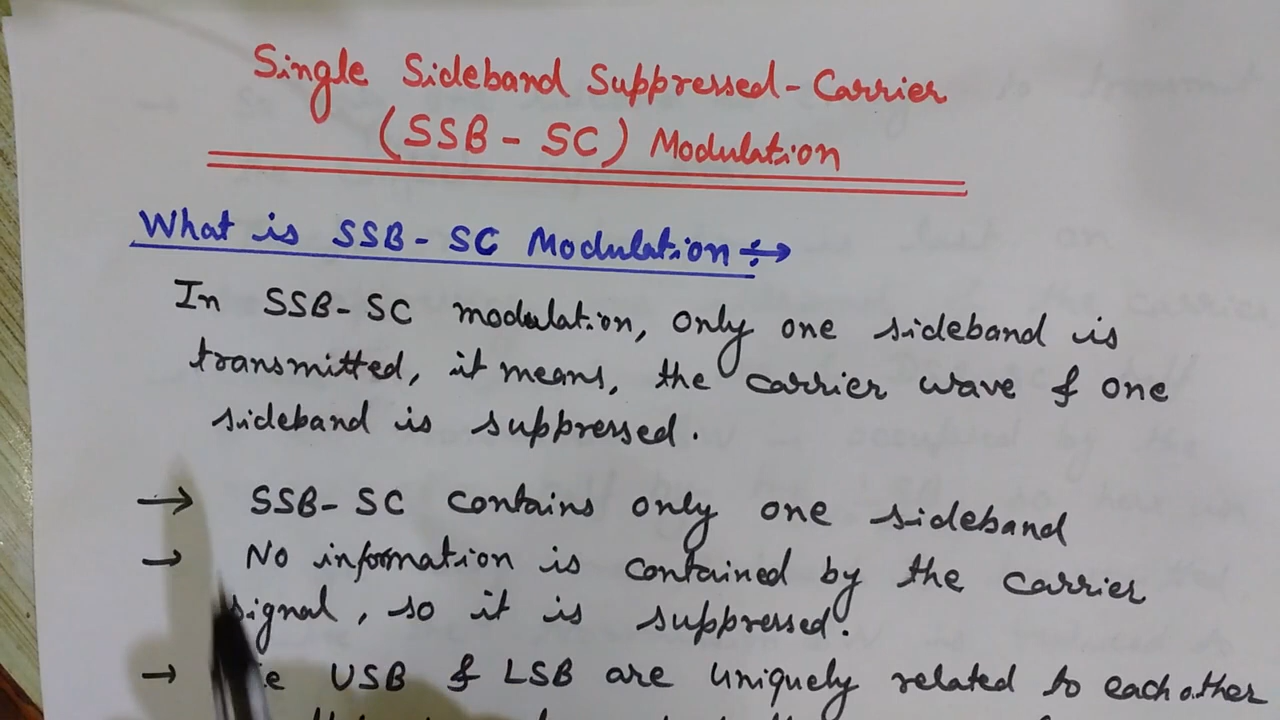 Single Sideband Suppressed-Carrier
(SSB-SC) Modulation
What is SSB-SC Modulation:→
In SSB-SC modulation, only one sideband is
transmitted, it means, the carrier wave & one
sideband is suppressed.
→ SSB-SC contains only one sideband
→ No information is contained by the carrier
signal, so it is suppressed.
→ USB & LSB are uniquely related to each other